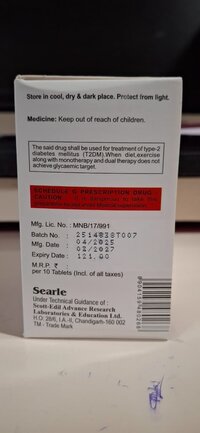 Store in cool, dry & dark place. Protect from light.
Medicine: Keep out of reach of children.
The said drug shall be used for treatment of type-2
diabetes mellitus (T2DM).When diet,exercise
along with monotherapy and dual therapy does not
achieve glycaemic target.
PRESCRIPTION DRUG
CAUTION
Mfg. Lic. No. : MNB/17/991
Batch No. :
Mfg. Date : 04/2025
Expiry Date : 02/2027
M.R.P. ₹ 121.00
per 10 Tablets (Incl. of all taxes)
Searle
Under Technical Guidance of :
Scott-Edil Advance Research
Laboratories & Education Ltd.
H.O. 28/6, I.A.-II, Chandigarh-160 002
TM - Trade Mark